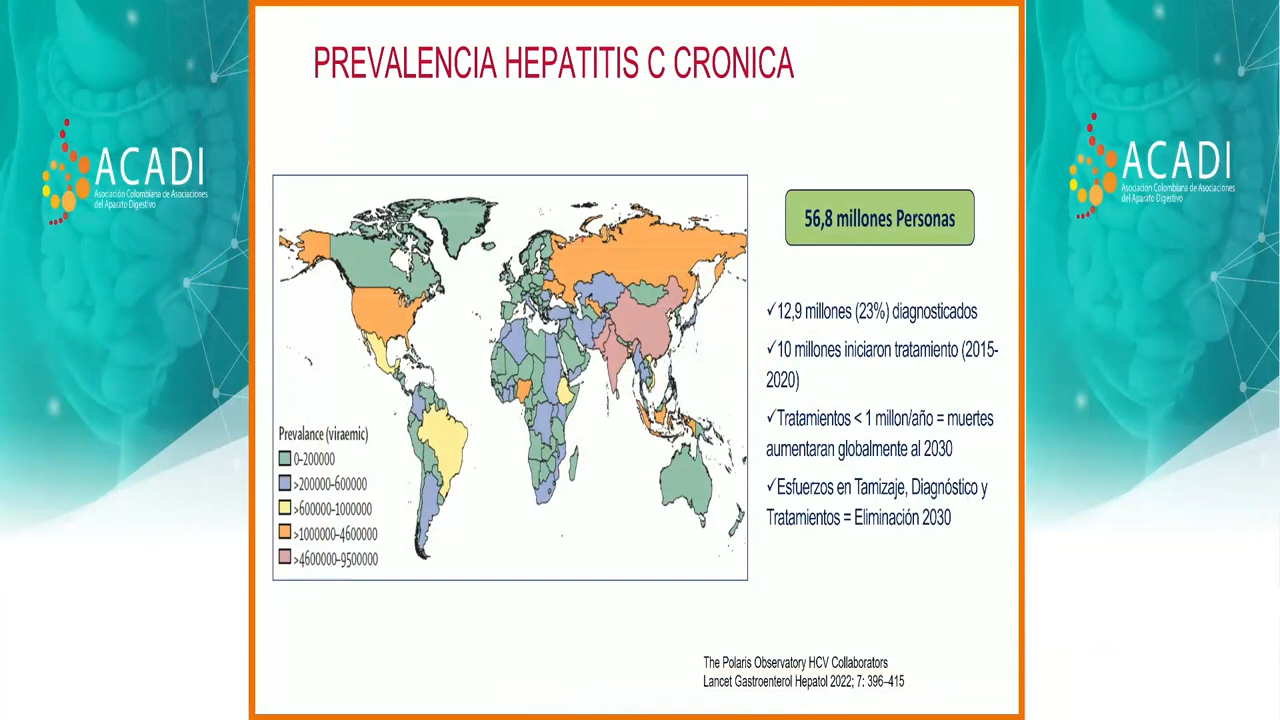 PREVALENCIA HEPATITIS C CRONICA
ACADI
Asociación Colombiana de Asociaciones
del Aparato Digestivo
ACADI
Asociacion Colombiana de Asociaciones
del Aparato Digestivo
Prevalance (viraemic)
0–200000
>200000–600000
>600000–1000000
>1000000–4600000
>4600000–9500000
56,8 millones Personas
✓12,9 millones (23%) diagnosticados
✓10 millones iniciaron tratamiento (2015-
2020)
✓Tratamientos < 1 millon/año = muertes
aumentaran globalmente al 2030
✓Esfuerzos en Tamizaje, Diagnóstico y
Tratamientos = Eliminación 2030
The Polaris Observatory HCV Collaborators
Lancet Gastroenterol Hepatol 2022; 7: 396–415